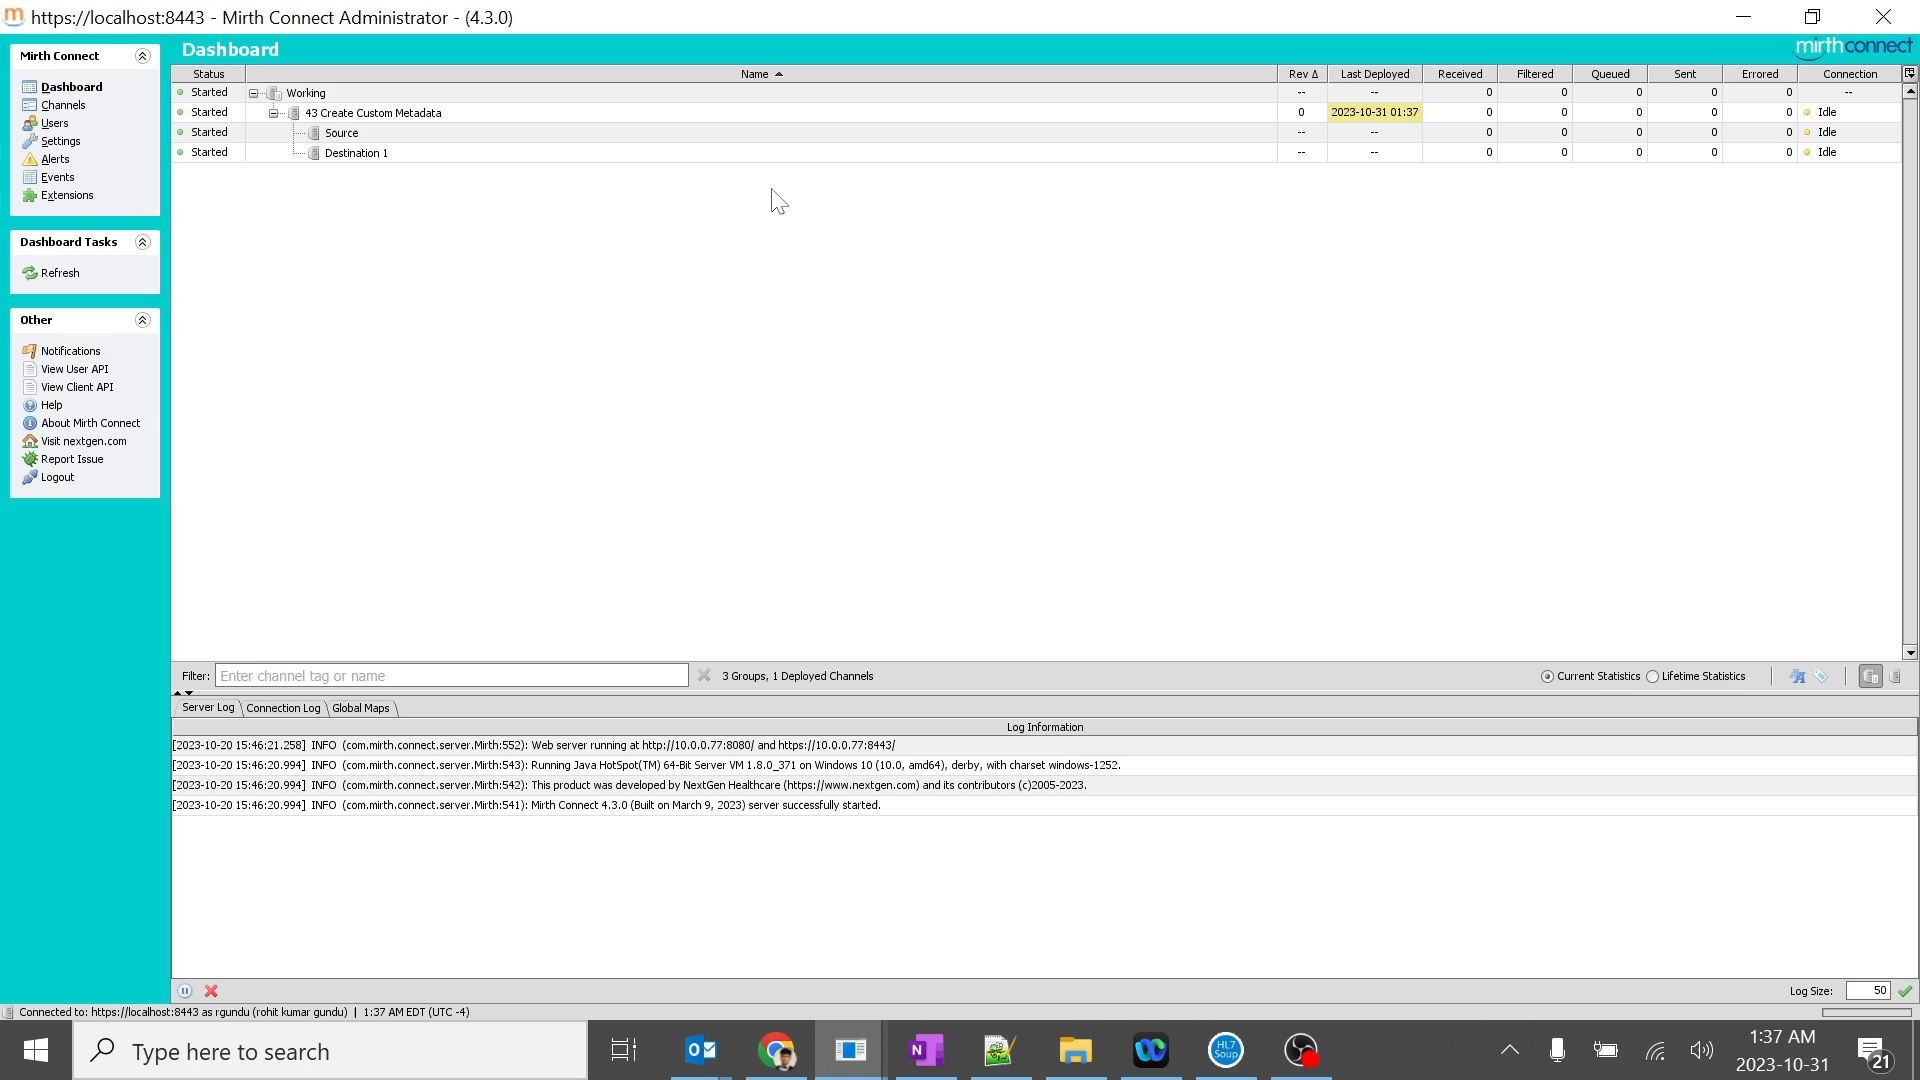 https://localhost:8443 - Mirth Connect Administrator - (4.3.0)
Mirth Connect
Dashboard
Channels
Users
Settings
Alerts
Events
Extensions
Dashboard Tasks
Refresh
Other
Notifications
View User API
View Client API
Help
About Mirth Connect
Visit nextgen.com
Report Issue
Logout
Dashboard
mirthconnect
Status Name Rev Δ Last Deployed Received Filtered Queued Sent Errored Connection
Started Working -- -- 0 0 0 0 0 --
Started 43 Create Custom Metadata 0 2023-10-31 01:37 0 0 0 0 0 Idle
Started Source -- -- 0 0 0 0 0 Idle
Started Destination 1 -- -- 0 0 0 0 0 Idle
Filter: Enter channel tag or name 3 Groups, 1 Deployed Channels Current Statistics Lifetime Statistics
Server Log Connection Log Global Maps
Log Information
[2023-10-20 15:46:21.258] INFO (com.mirth.connect.server.Mirth:552): Web server running at http://10.0.0.77:8080/ and https://10.0.0.77:8443/
[2023-10-20 15:46:20.994] INFO (com.mirth.connect.server.Mirth:543): Running Java HotSpot(TM) 64-Bit Server VM 1.8.0_371 on Windows 10 (10.0, amd64), derby, with charset windows-1252.
[2023-10-20 15:46:20.994] INFO (com.mirth.connect.server.Mirth:542): This product was developed by NextGen Healthcare (https://www.nextgen.com) and its contributors (c)2005-2023.
[2023-10-20 15:46:20.994] INFO (com.mirth.connect.server.Mirth:541): Mirth Connect 4.3.0 (Built on March 9, 2023) server successfully started.
Log Size: 50
Connected to: https://localhost:8443 as rgundu (rohit kumar gundu) | 1:37 AM EDT (UTC -4)
Type here to search
HL7
Soup
1:37 AM
2023-10-31
21